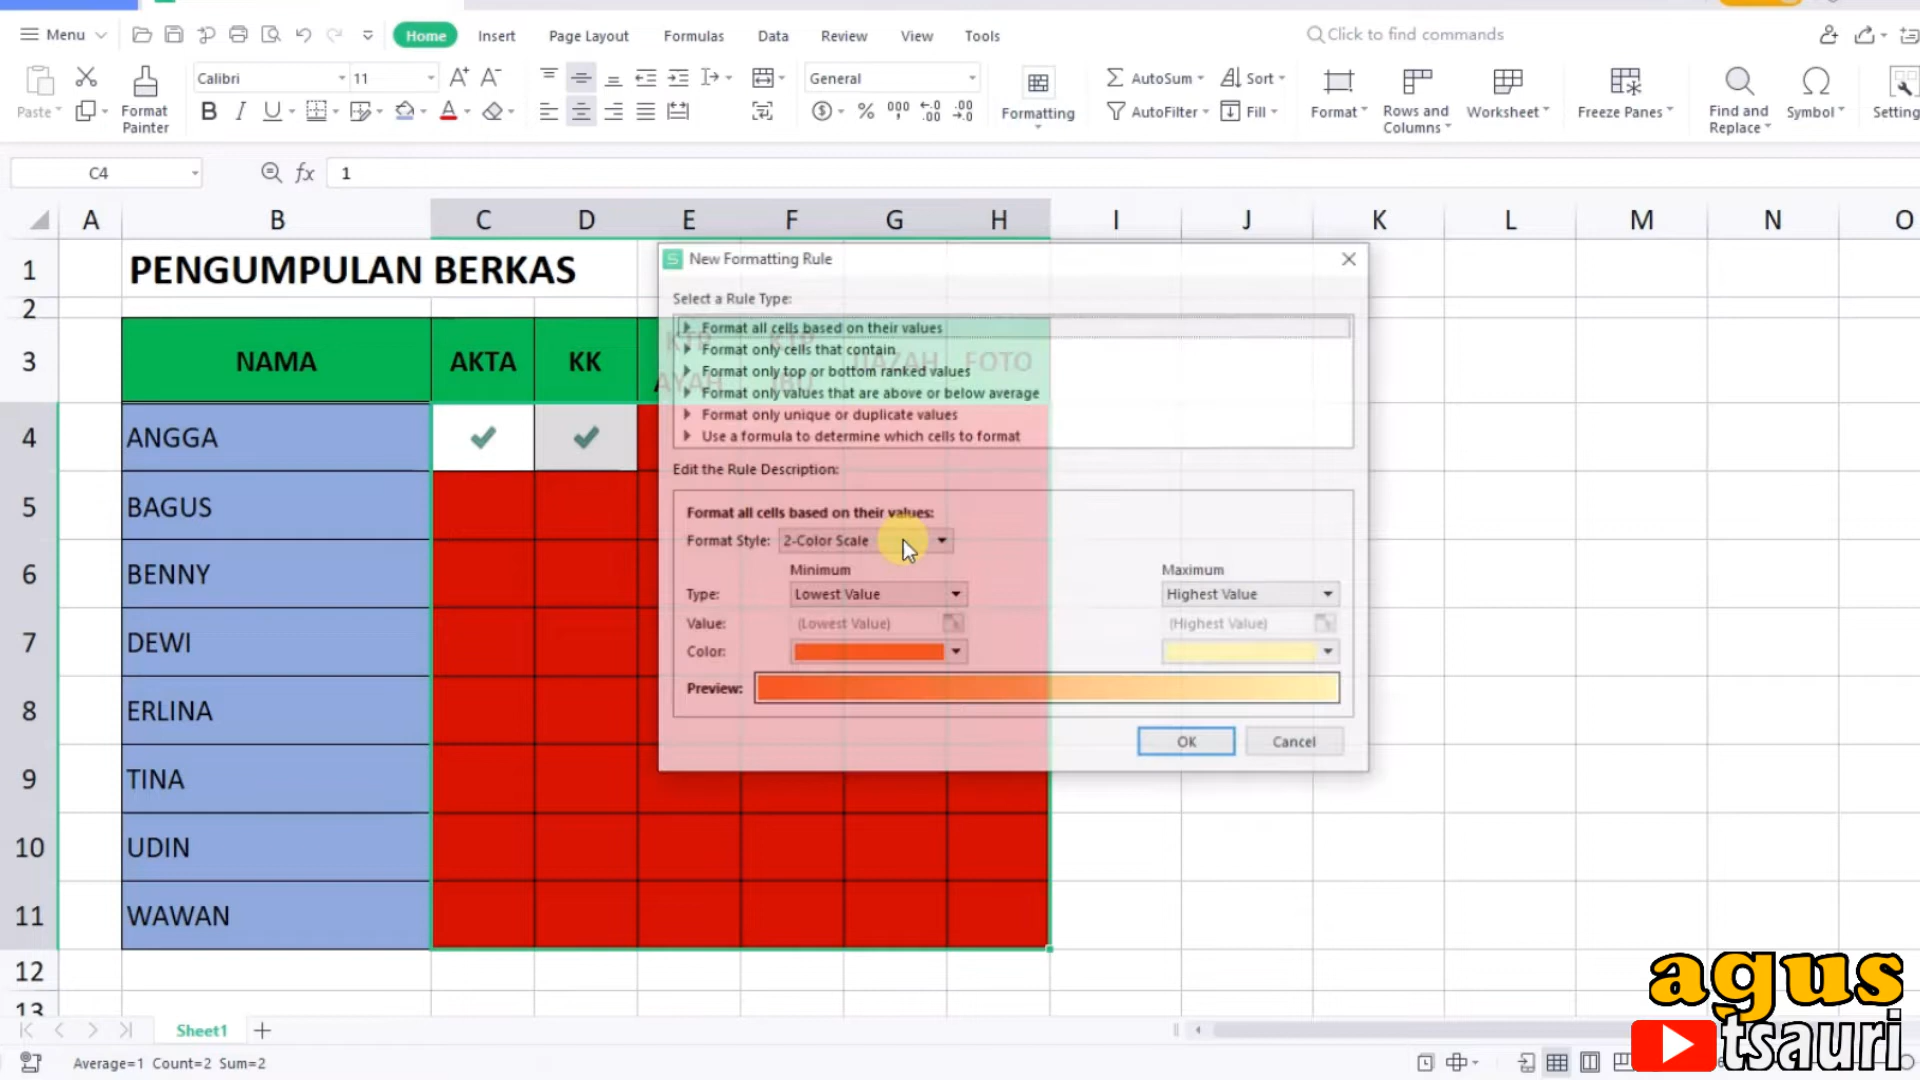 Menu
Home
Insert
Page Layout
Formulas
Data
Review
View
Tools
Click to find commands
Paste
Format
Painter
Calibri
11
General
Formatting
AutoSum
Sort
AutoFilter
Fill
Format
Rows and
Columns
Worksheet
Freeze Panes
Find and
Replace
Symbol
Setting
C4
fx
1
A B C D E F G H I J K L M N O
1 PENGUMPULAN BERKAS
2
3 NAMA AKTA KK KTP AYAH KTP IBU IJAZAH FOTO
4 ANGGA
5 BAGUS
6 BENNY
7 DEWI
8 ERLINA
9 TINA
10 UDIN
11 WAWAN
12
13
New Formatting Rule
Select a Rule Type:
Format all cells based on their values
Format only cells that contain
Format only top or bottom ranked values
Format only values that are above or below average
Format only unique or duplicate values
Use a formula to determine which cells to format
Edit the Rule Description:
Format all cells based on their values:
Format Style: 2-Color Scale
Minimum Maximum
Type: Lowest Value Highest Value
Value: (Lowest Value) (Highest Value)
Color:
Preview:
OK Cancel
Sheet1
Average=1 Count=2 Sum=2
agus
tsauri